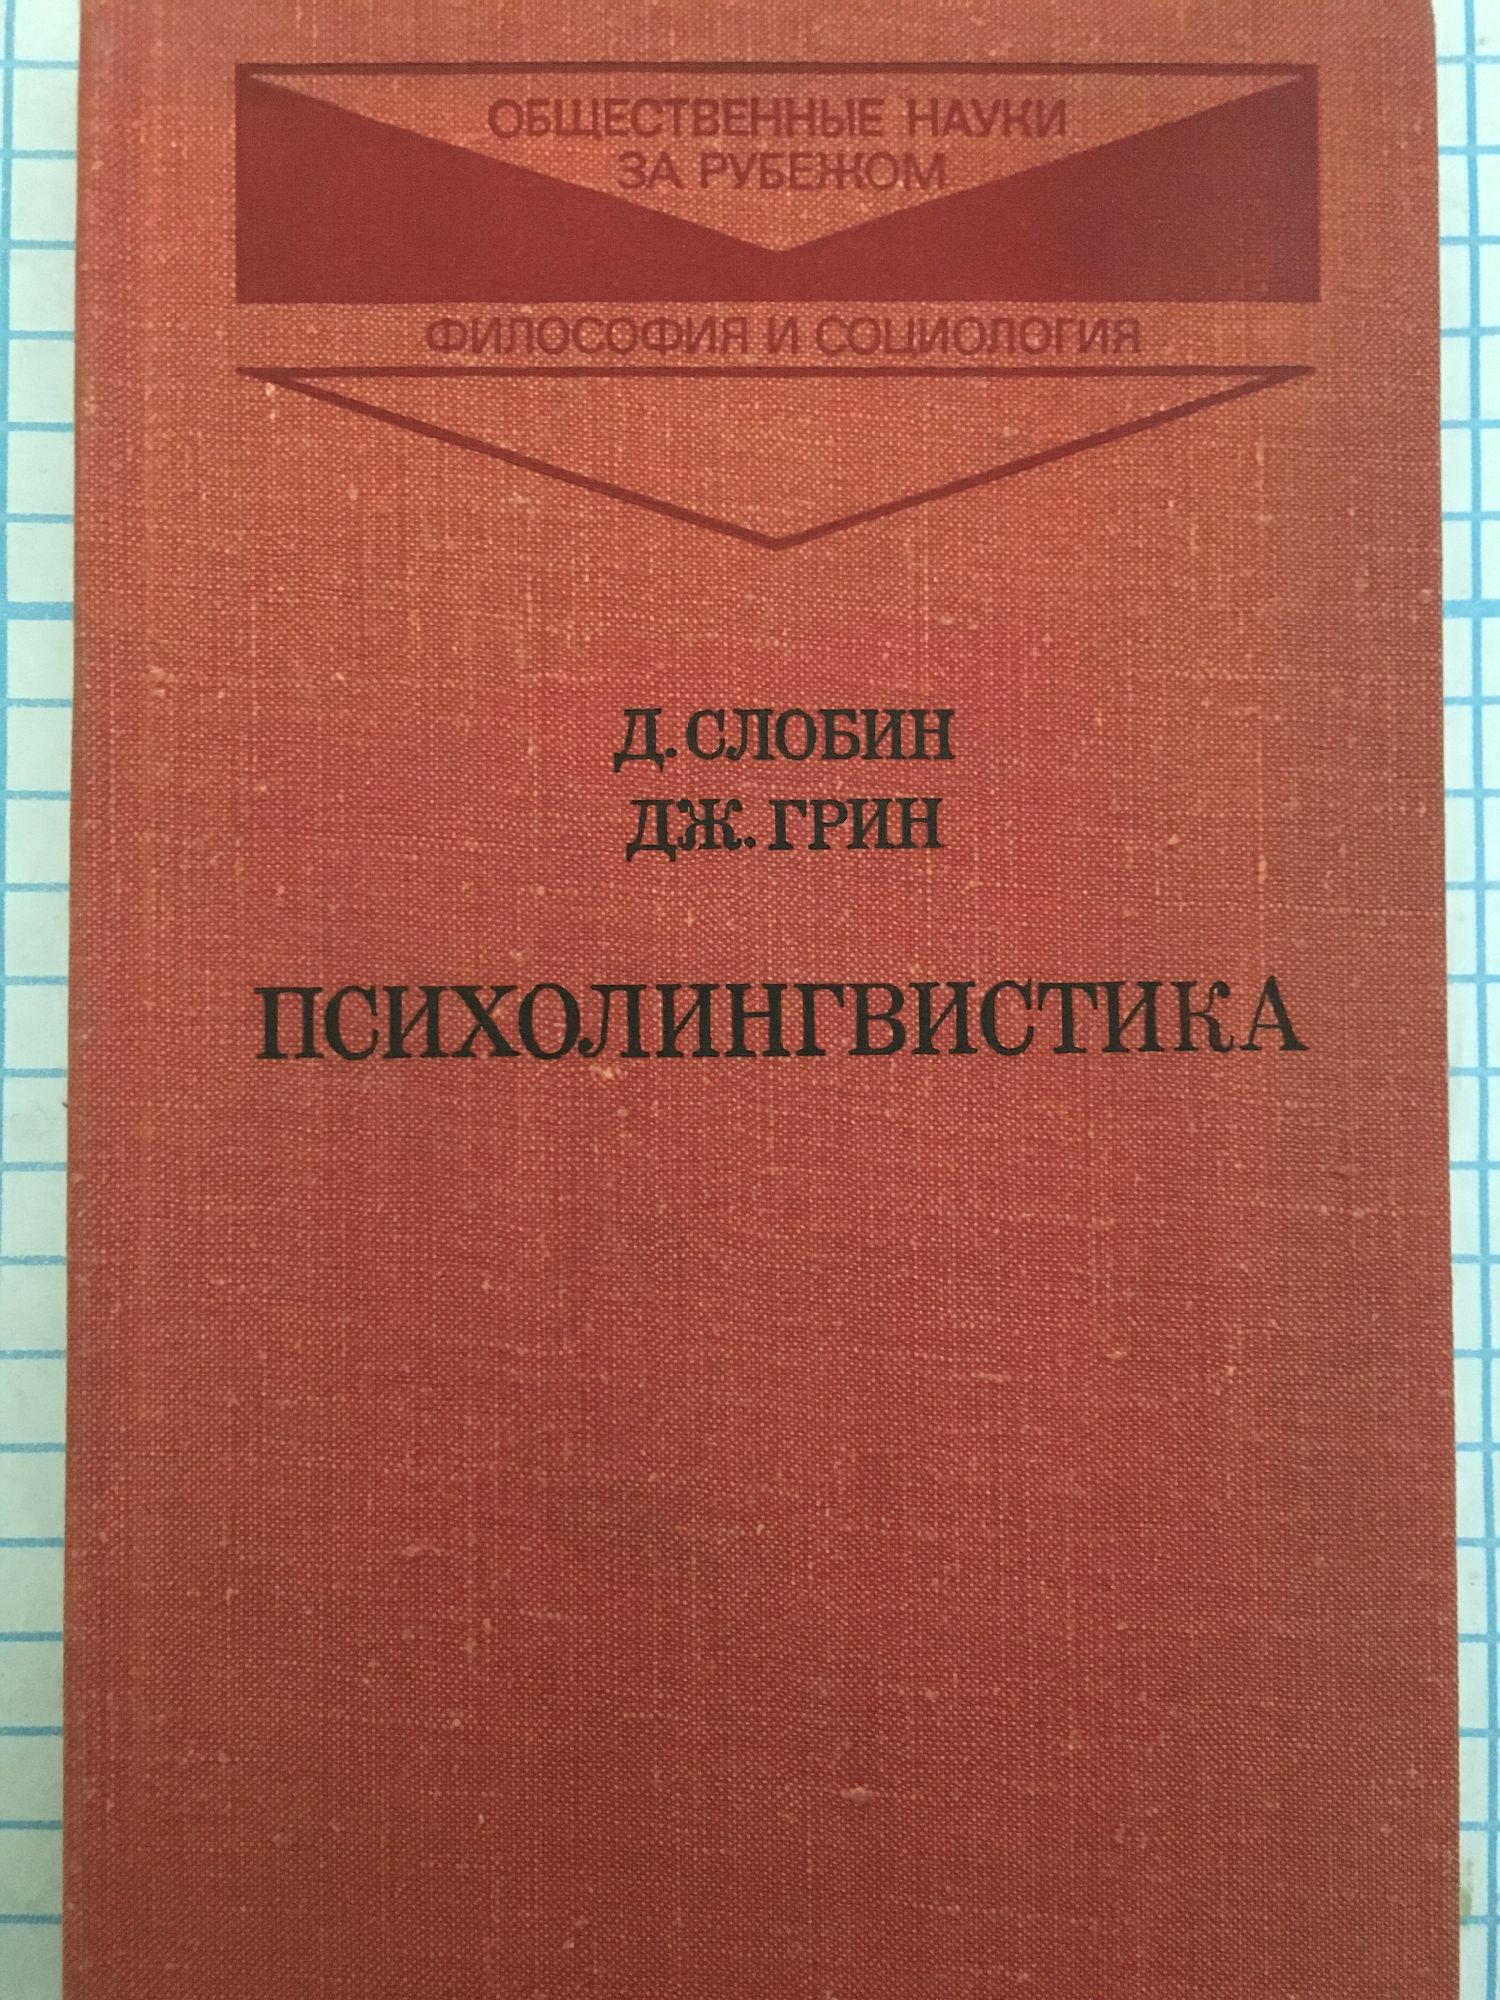 ОБЩЕСТВЕННЫЕ НАУКИ
ЗА РУБЕЖОМ
ФИЛОСОФИЯ И СОЦИОЛОГИЯ
Д. СЛОБИН
ДЖ. ГРИН
ПСИХОЛИНГВИСТИКА